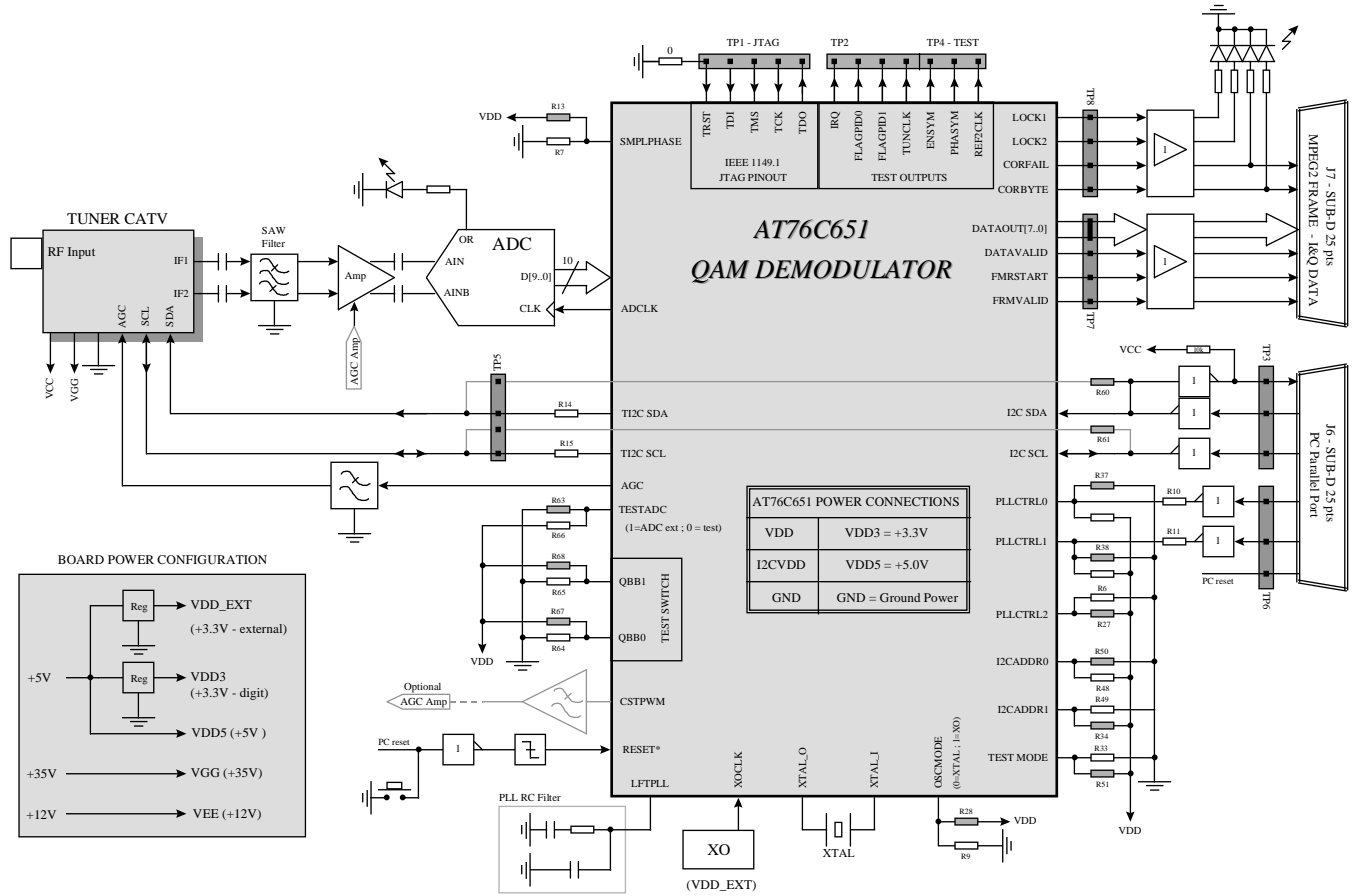 TP1 - JTAG
TP2
TP4 - TEST
0
TRST
TDI
TMS
TCK
TDO
IEEE 1149.1
JTAG PINOUT
IRQ
FLAGPID0
FLAGPID1
TUNCLK
ENSYM
PHASYM
REF2CLK
TEST OUTPUTS
VDD
R13
R7
SMPLPHASE
AT76C651
QAM DEMODULATOR
TUNER CATV
RF Input
IF1
IF2
AGC
SCL
SDA
VCC
VGG
SAW
Filter
Amp
AGC Amp
OR
ADC
AIN
AINB
D[9..0]
CLK
10
ADCLK
TP5
R14
TI2C SDA
R15
TI2C SCL
AGC
R63
TESTADC
(1=ADC ext ; 0 = test)
R66
R68
QBB1
R65
R67
QBB0
R64
TEST SWITCH
VDD
Optional
AGC Amp
CSTPWM
PC reset
I
RESET*
LFTPLL
PLL RC Filter
XOCLK
XO
(VDD_EXT)
XTAL_O
XTAL_I
XTAL
OSCMODE
(0=XTAL ; 1=XO)
R28
VDD
R9
AT76C651 POWER CONNECTIONS
VDD
VDD3 = +3.3V
I2CVDD
VDD5 = +5.0V
GND
GND = Ground Power
LOCK1
LOCK2
CORFAIL
CORBYTE
TP8
I
DATAOUT[7..0]
DATAVALID
FMRSTART
FRMVALID
TP7
I
J7 - SUB-D 25 pts
MPEG2 FRAME - I&Q DATA
VCC
10k
TP3
R60
I
I2C SDA
I
R61
I2C SCL
I
J6 - SUB-D 25 pts
PC Parallel Port
R37
PLLCTRL0
R10
I
R11
I
PLLCTRL1
R38
PC reset
TP6
R6
PLLCTRL2
R27
R50
I2CADDR0
R48
R49
I2CADDR1
R34
R33
TEST MODE
R51
VDD
BOARD POWER CONFIGURATION
Reg
VDD_EXT
(+3.3V - external)
+5V
Reg
VDD3
(+3.3V - digit)
VDD5 (+5V )
+35V
VGG (+35V)
+12V
VEE (+12V)